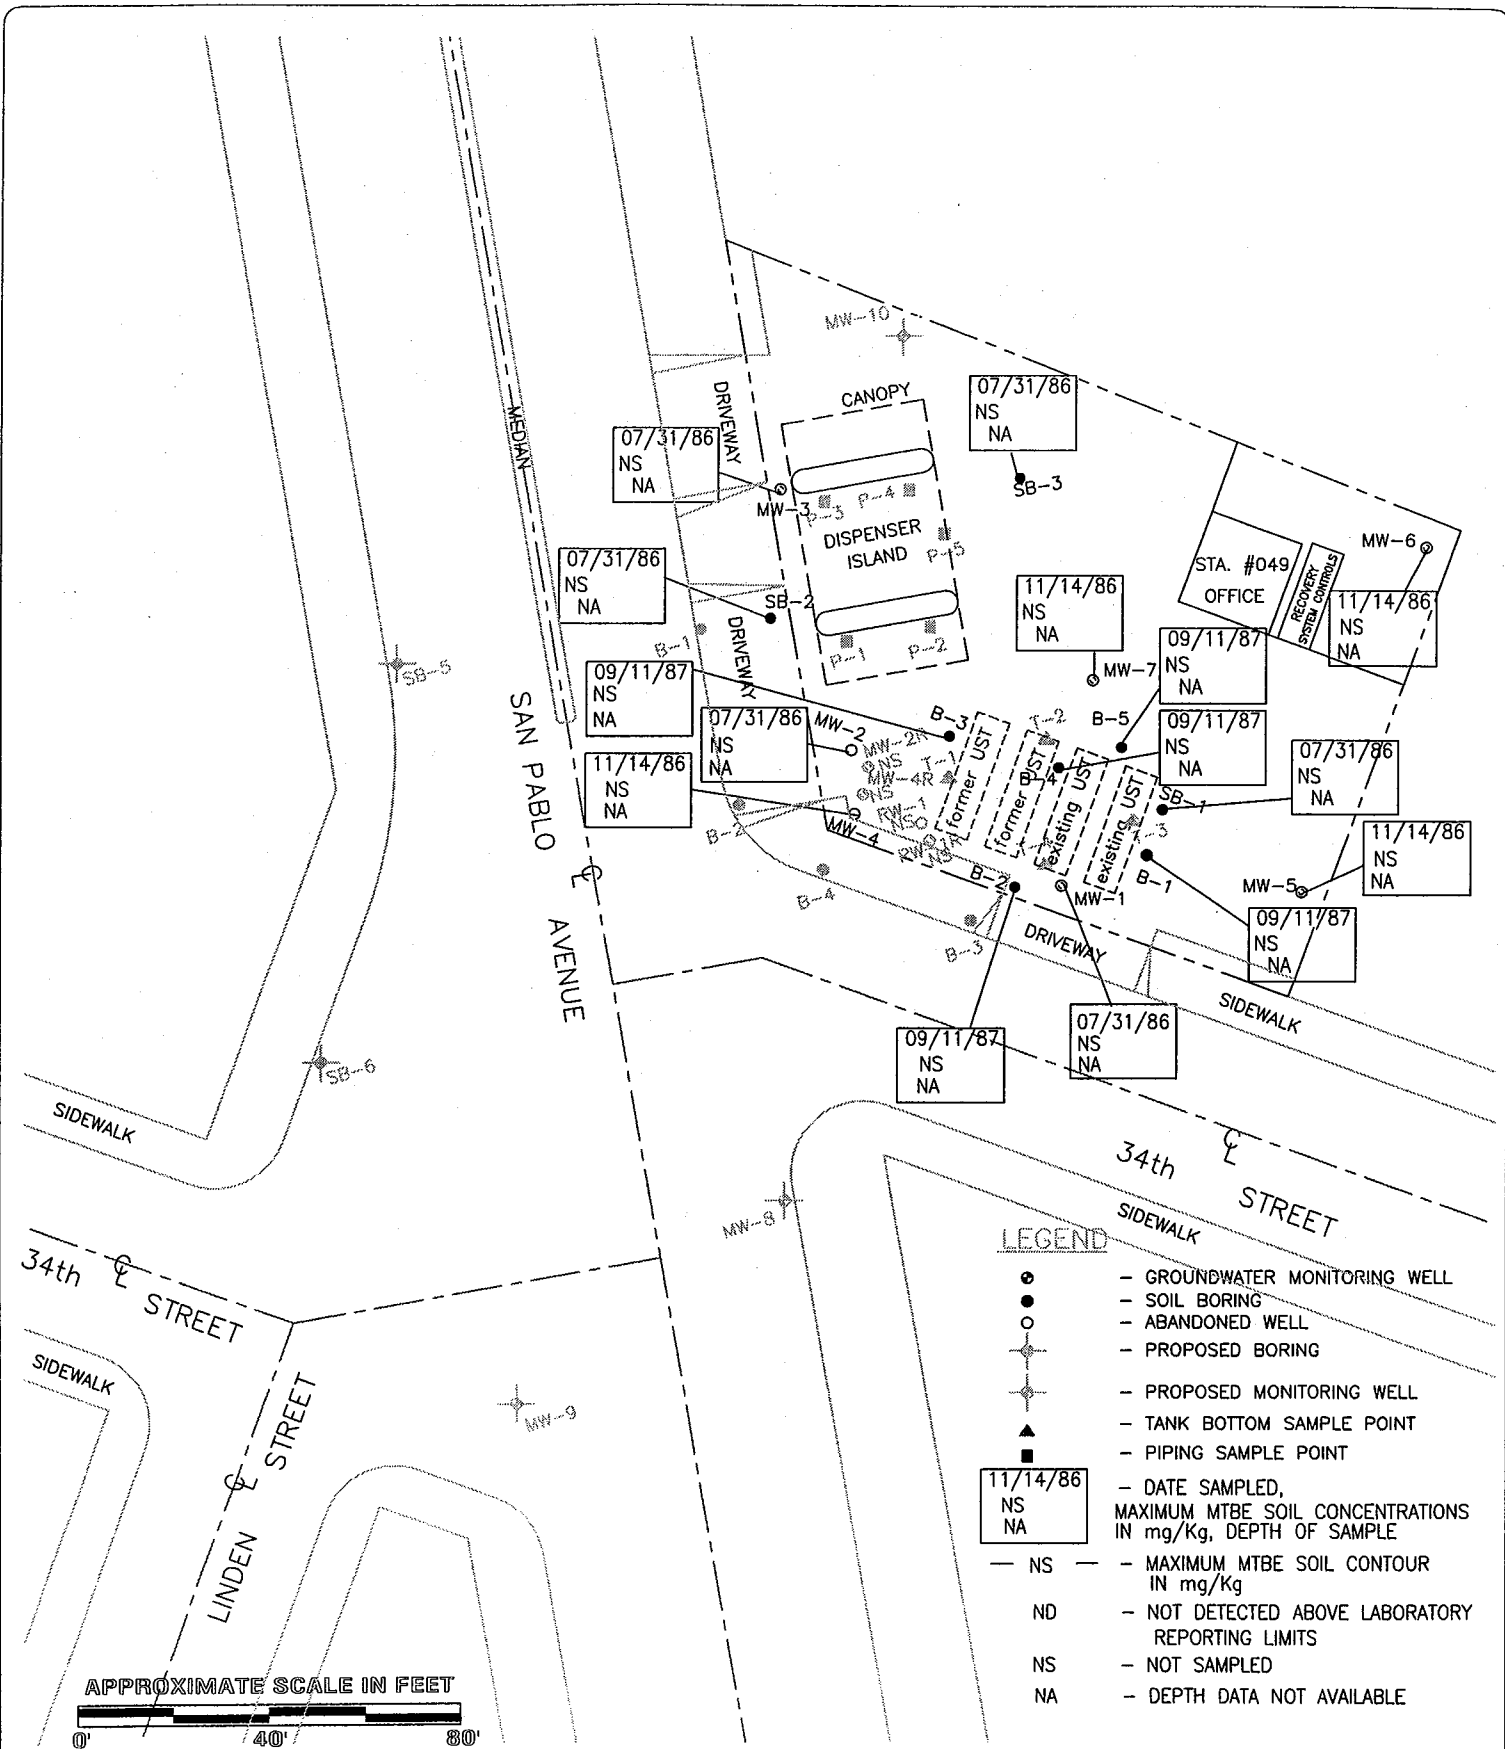 MW-10
CANOPY
07/31/86
NS
NA
SB-3
DRIVEWAY
MEDIAN
07/31/86
NS
NA
MW-3
P-3
P-4
P-5
DISPENSER
ISLAND
STA. #049
OFFICE
RECOVERY
SYSTEM CONTROLS
MW-6
11/14/86
NS
NA
07/31/86
NS
NA
SB-2
B-1
DRIVEWAY
P-1
P-2
11/14/86
NS
NA
MW-7
09/11/87
NS
NA
B-5
SB-5
09/11/87
NS
NA
B-3
07/31/86
NS
NA
MW-2
MW-2R
NS
MW-4R
NS
RW-1
NS
T-1
T-2
former UST
former UST
existing UST
existing UST
B-4
09/11/87
NS
NA
07/31/86
NS
NA
SB-1
11/14/86
NS
NA
MW-4
B-2
NS
B-4
B-2
B-3
MW-1
B-1
MW-5
11/14/86
NS
NA
09/11/87
NS
NA
DRIVEWAY
SIDEWALK
09/11/87
NS
NA
07/31/86
NS
NA
SAN PABLO
℄
AVENUE
SB-6
SIDEWALK
34th
℄
STREET
SIDEWALK
MW-8
34th
℄
STREET
SIDEWALK
MW-9
LINDEN
℄
STREET
LEGEND
- GROUNDWATER MONITORING WELL
- SOIL BORING
- ABANDONED WELL
- PROPOSED BORING
- PROPOSED MONITORING WELL
- TANK BOTTOM SAMPLE POINT
- PIPING SAMPLE POINT
11/14/86
NS
NA
- DATE SAMPLED,
MAXIMUM MTBE SOIL CONCENTRATIONS
IN mg/Kg, DEPTH OF SAMPLE
— NS — - MAXIMUM MTBE SOIL CONTOUR
IN mg/Kg
ND - NOT DETECTED ABOVE LABORATORY
REPORTING LIMITS
NS - NOT SAMPLED
NA - DEPTH DATA NOT AVAILABLE
APPROXIMATE SCALE IN FEET
0' 40' 80'